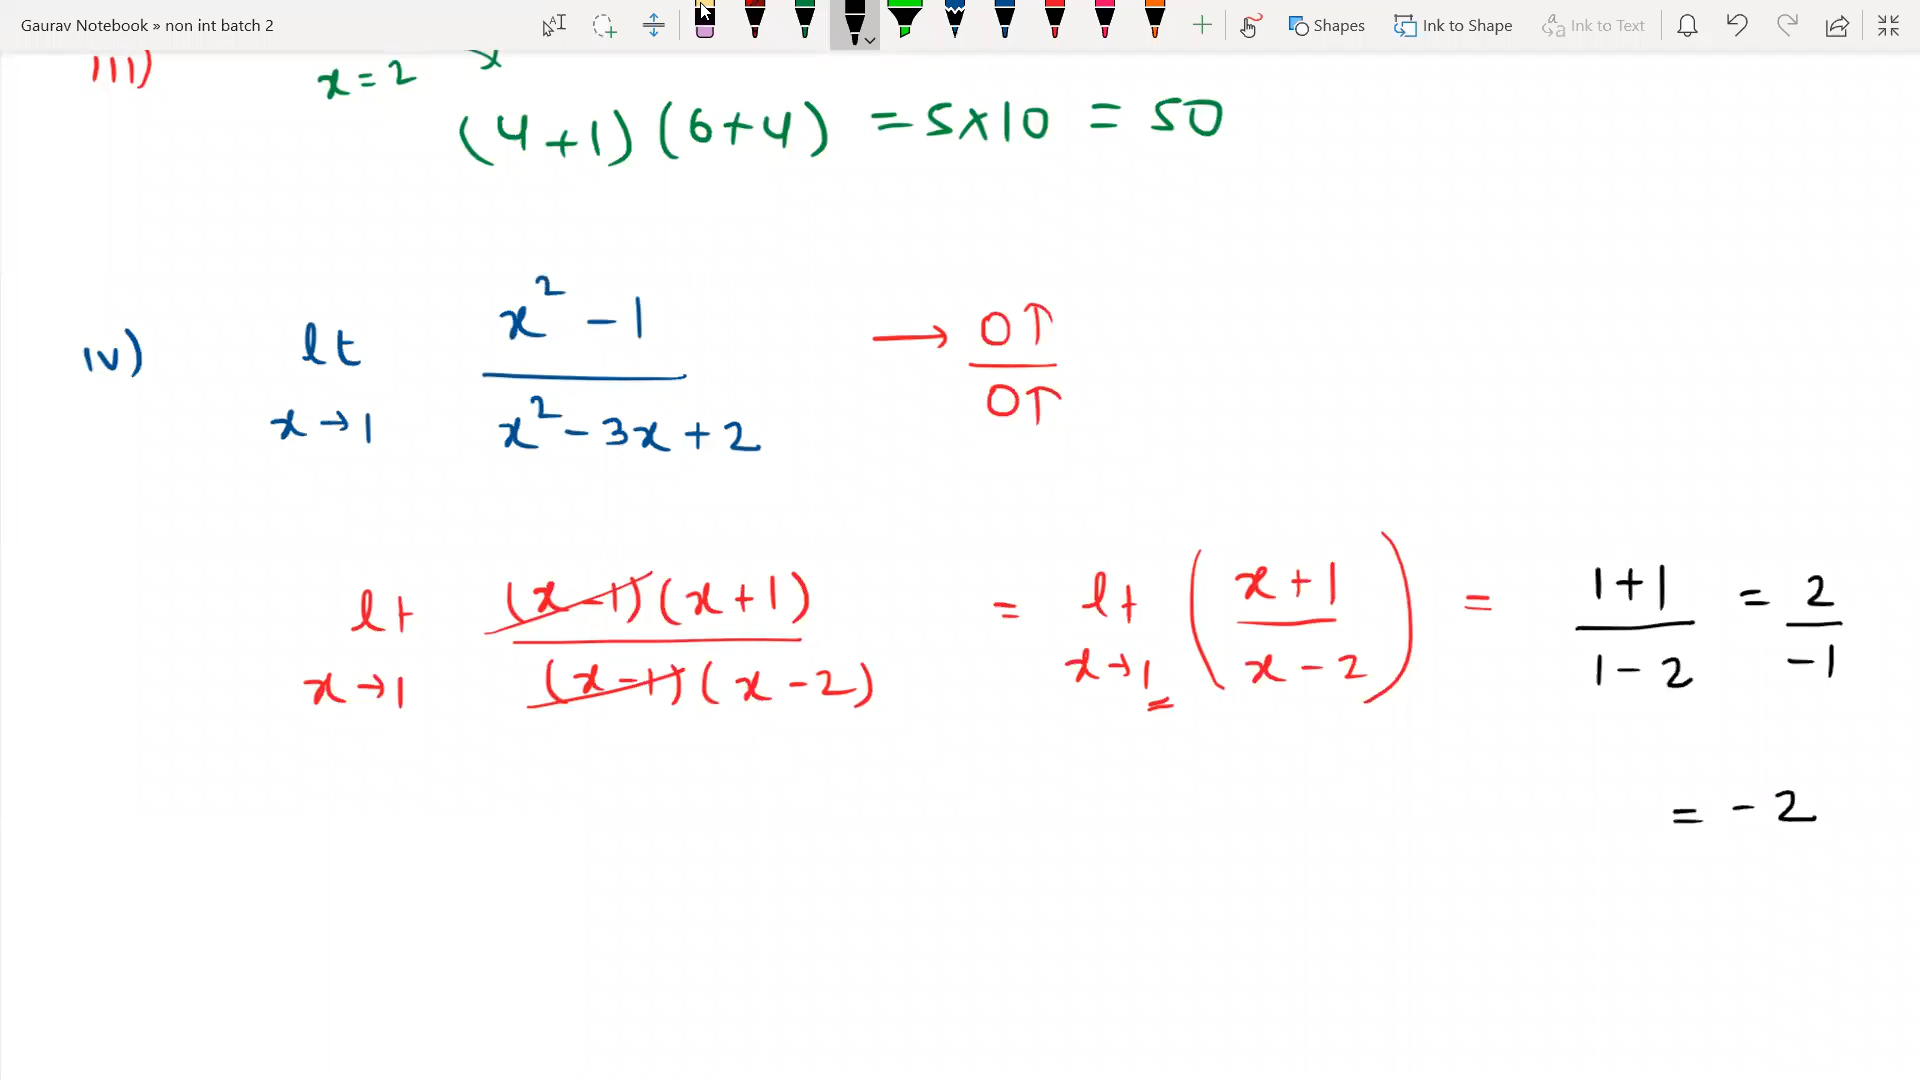 Gaurav Notebook » non int batch 2
Shapes
Ink to Shape
Ink to Text
iii)
x = 2
x
(4+1) (6+4) = 5×10 = 50
iv) lt x→1 (x² - 1)/(x² - 3x + 2) → 0↑/0↑
lt x→1 (x-1)(x+1)/(x-1)(x-2) = lt x→1 (x+1/x-2) = 1+1/1-2 = 2/-1
= -2